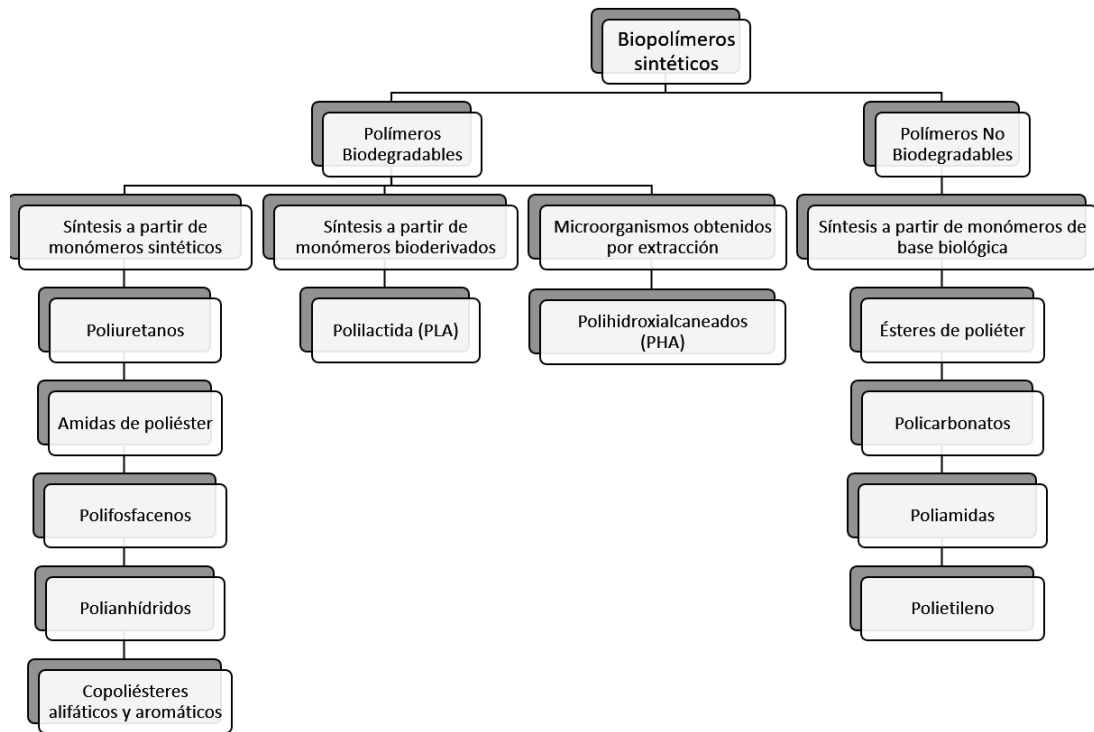 Biopolímeros
sintéticos
Polímeros
Biodegradables
Polímeros No
Biodegradables
Síntesis a partir de
monómeros sintéticos
Síntesis a partir de
monómeros bioderivados
Microorganismos obtenidos
por extracción
Síntesis a partir de monómeros de
base biológica
Poliuretanos
Polilactida (PLA)
Polihidroxialcaneados
(PHA)
Ésteres de poliéter
Amidas de poliéster
Policarbonatos
Polifosfacenos
Poliamidas
Polianhídridos
Polietileno
Copoliésteres
alifáticos y aromáticos